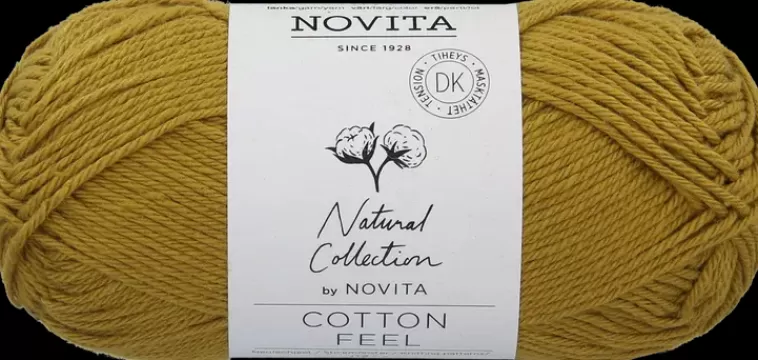 NOVITA
SINCE 1928
TIHEYS • MASKTÄTHET • TENSION •
DK
Natural
Collection
by NOVITA
COTTON
FEEL